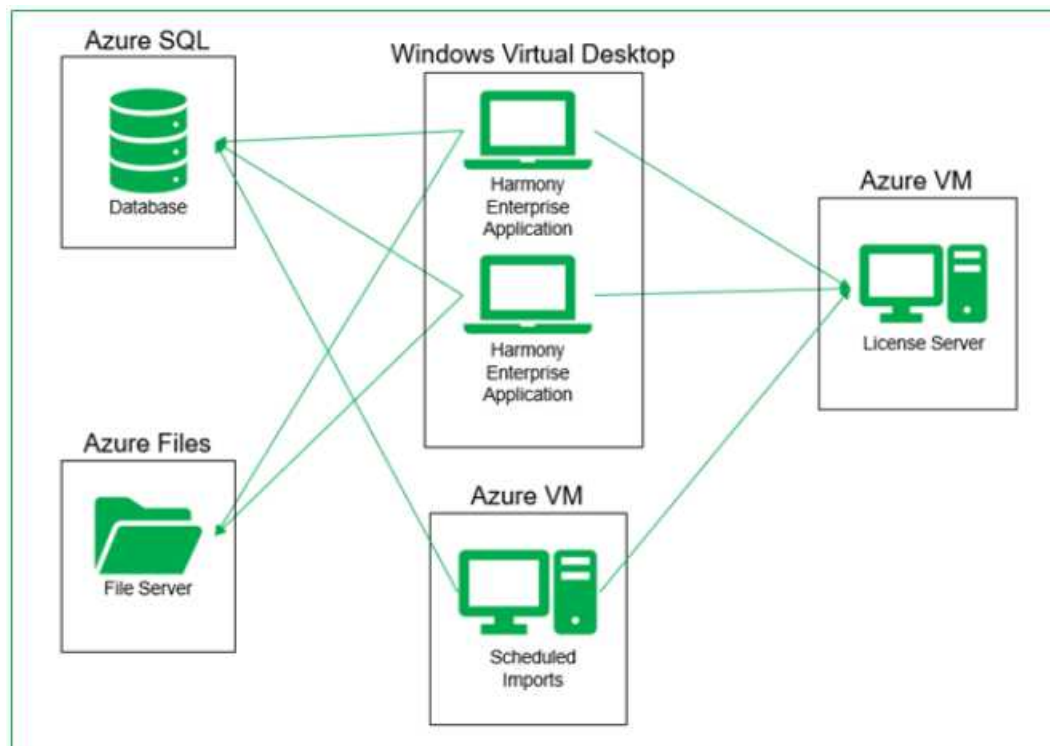 Azure SQL
Database
Windows Virtual Desktop
Harmony
Enterprise
Application
Harmony
Enterprise
Application
Azure VM
License Server
Azure Files
File Server
Azure VM
Scheduled
Imports